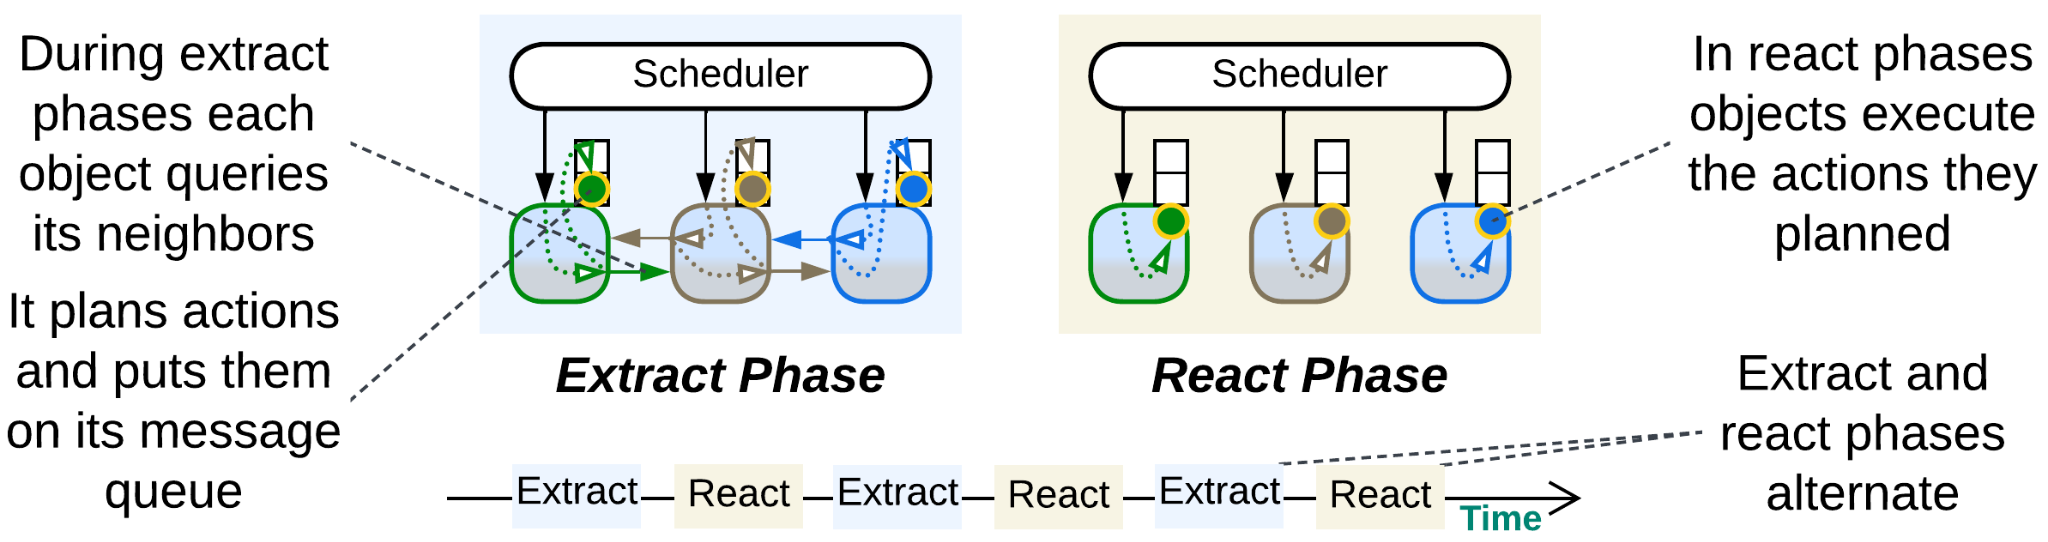 During extract
phases each
object queries
its neighbors
It plans actions
and puts them
on its message
queue
Scheduler
Extract Phase
Scheduler
React Phase
In react phases
objects execute
the actions they
planned
Extract and
react phases
alternate
Extract React Extract React Extract React
Time